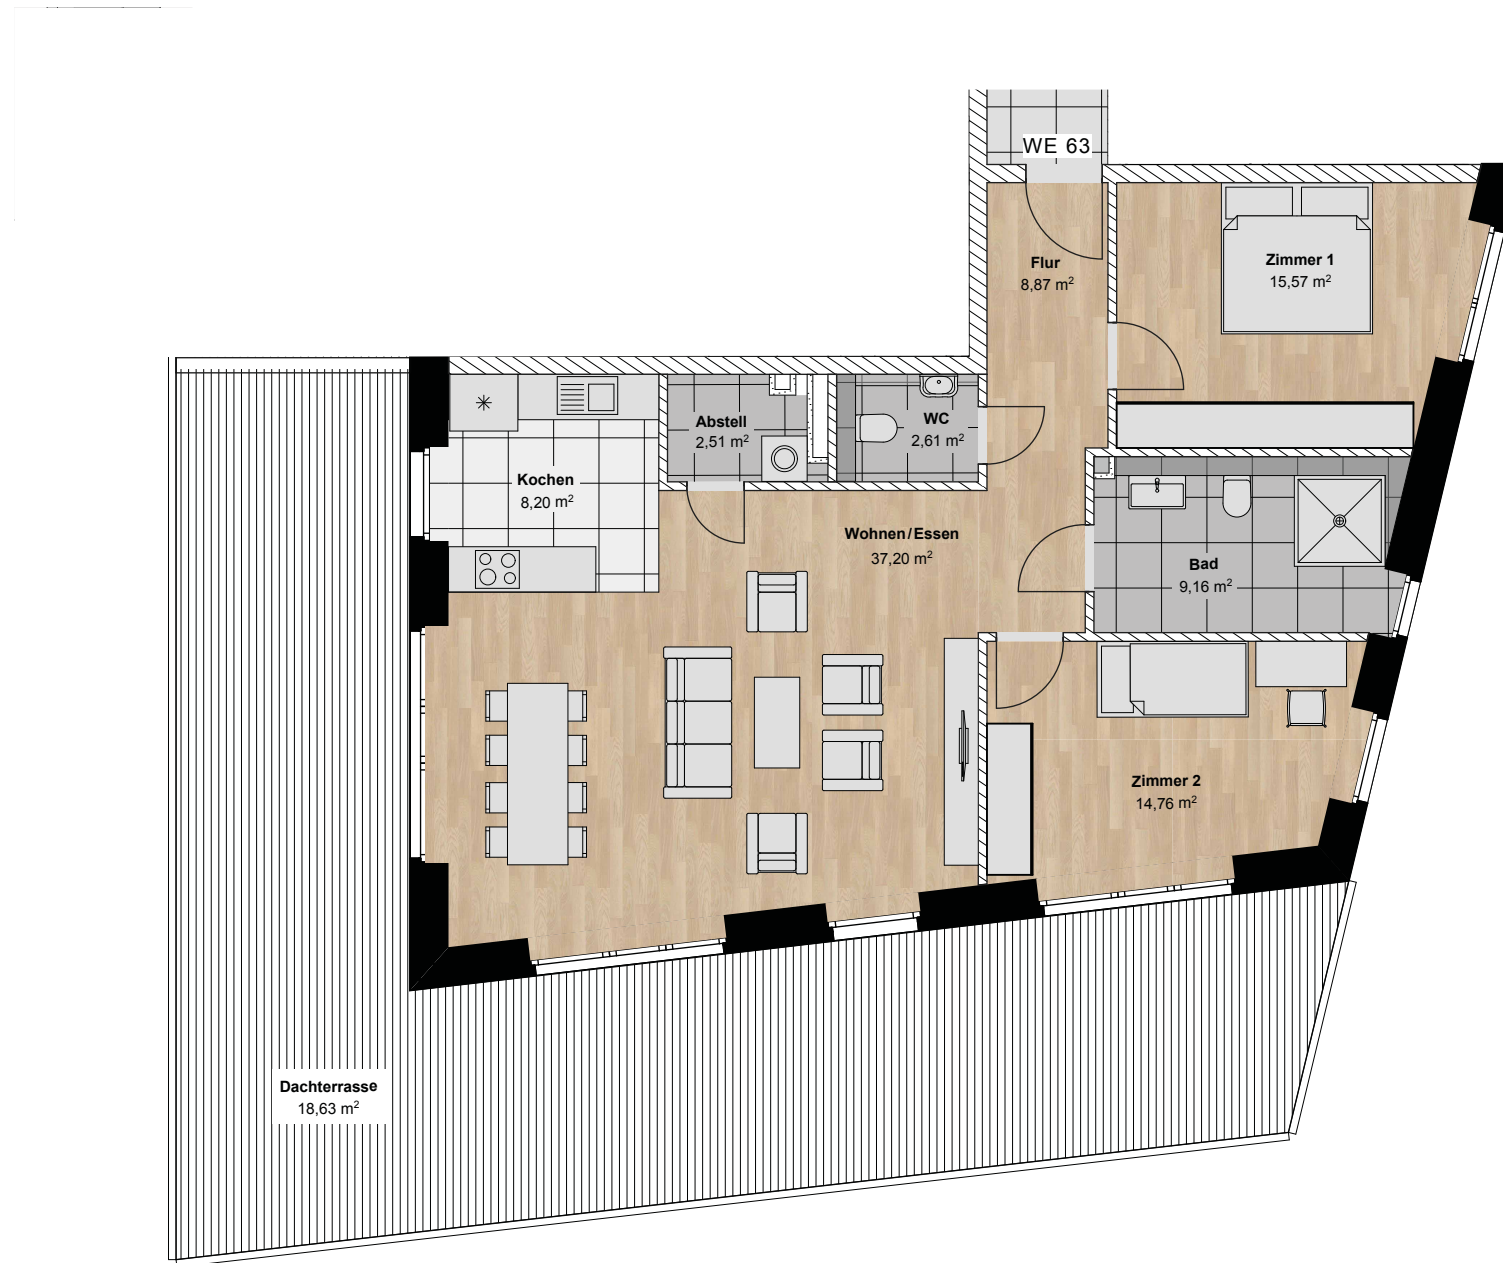 WE 63
Flur
8,87 m²
Zimmer 1
15,57 m²
Abstell
2,51 m²
WC
2,61 m²
Kochen
8,20 m²
Wohnen/Essen
37,20 m²
Bad
9,16 m²
Zimmer 2
14,76 m²
Dachterrasse
18,63 m²